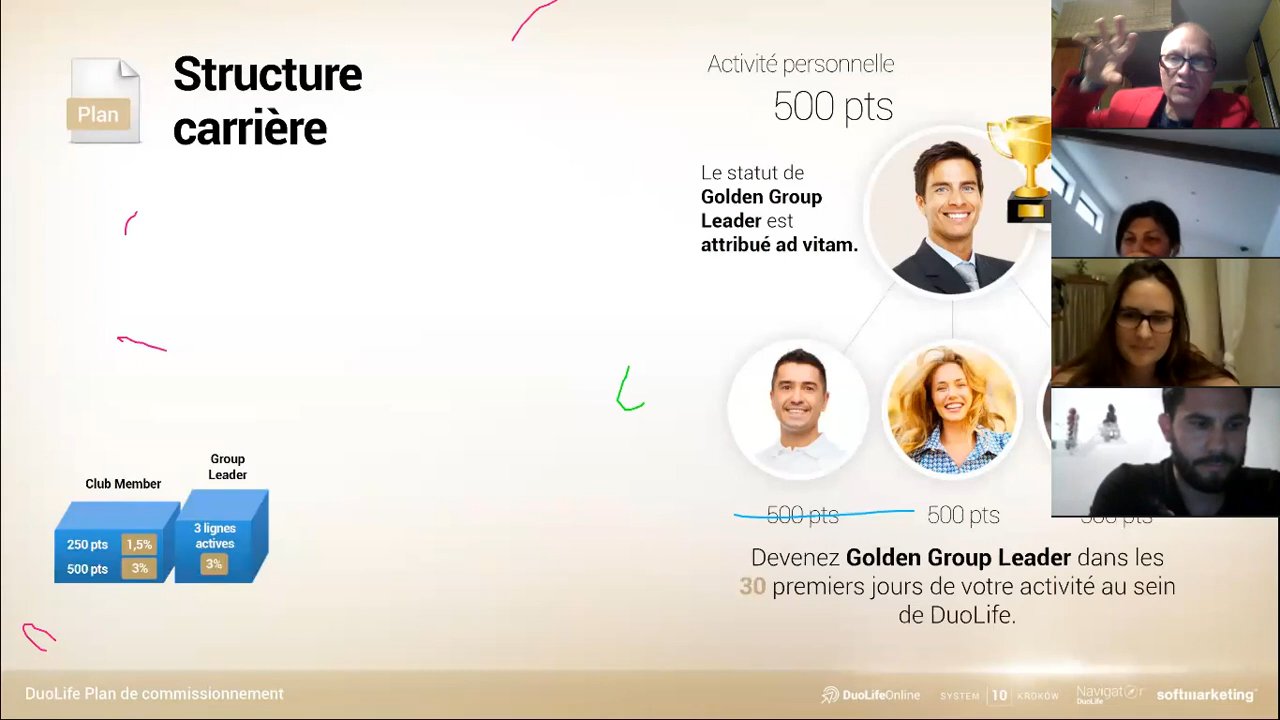 Plan
Structure
carrière
Activité personnelle
500 pts
Le statut de
Golden Group
Leader est
attribué ad vitam.
Group
Leader
Club Member
250 pts 1,5%
500 pts 3%
3 lignes
actives
3%
500 pts
500 pts
500 pts
Devenez Golden Group Leader dans les
30 premiers jours de votre activité au sein
de DuoLife.
DuoLife Plan de commissionnement
DuoLifeOnline
SYSTEM 10 KROKÓW
Navigator
DuoLife
softmarketing